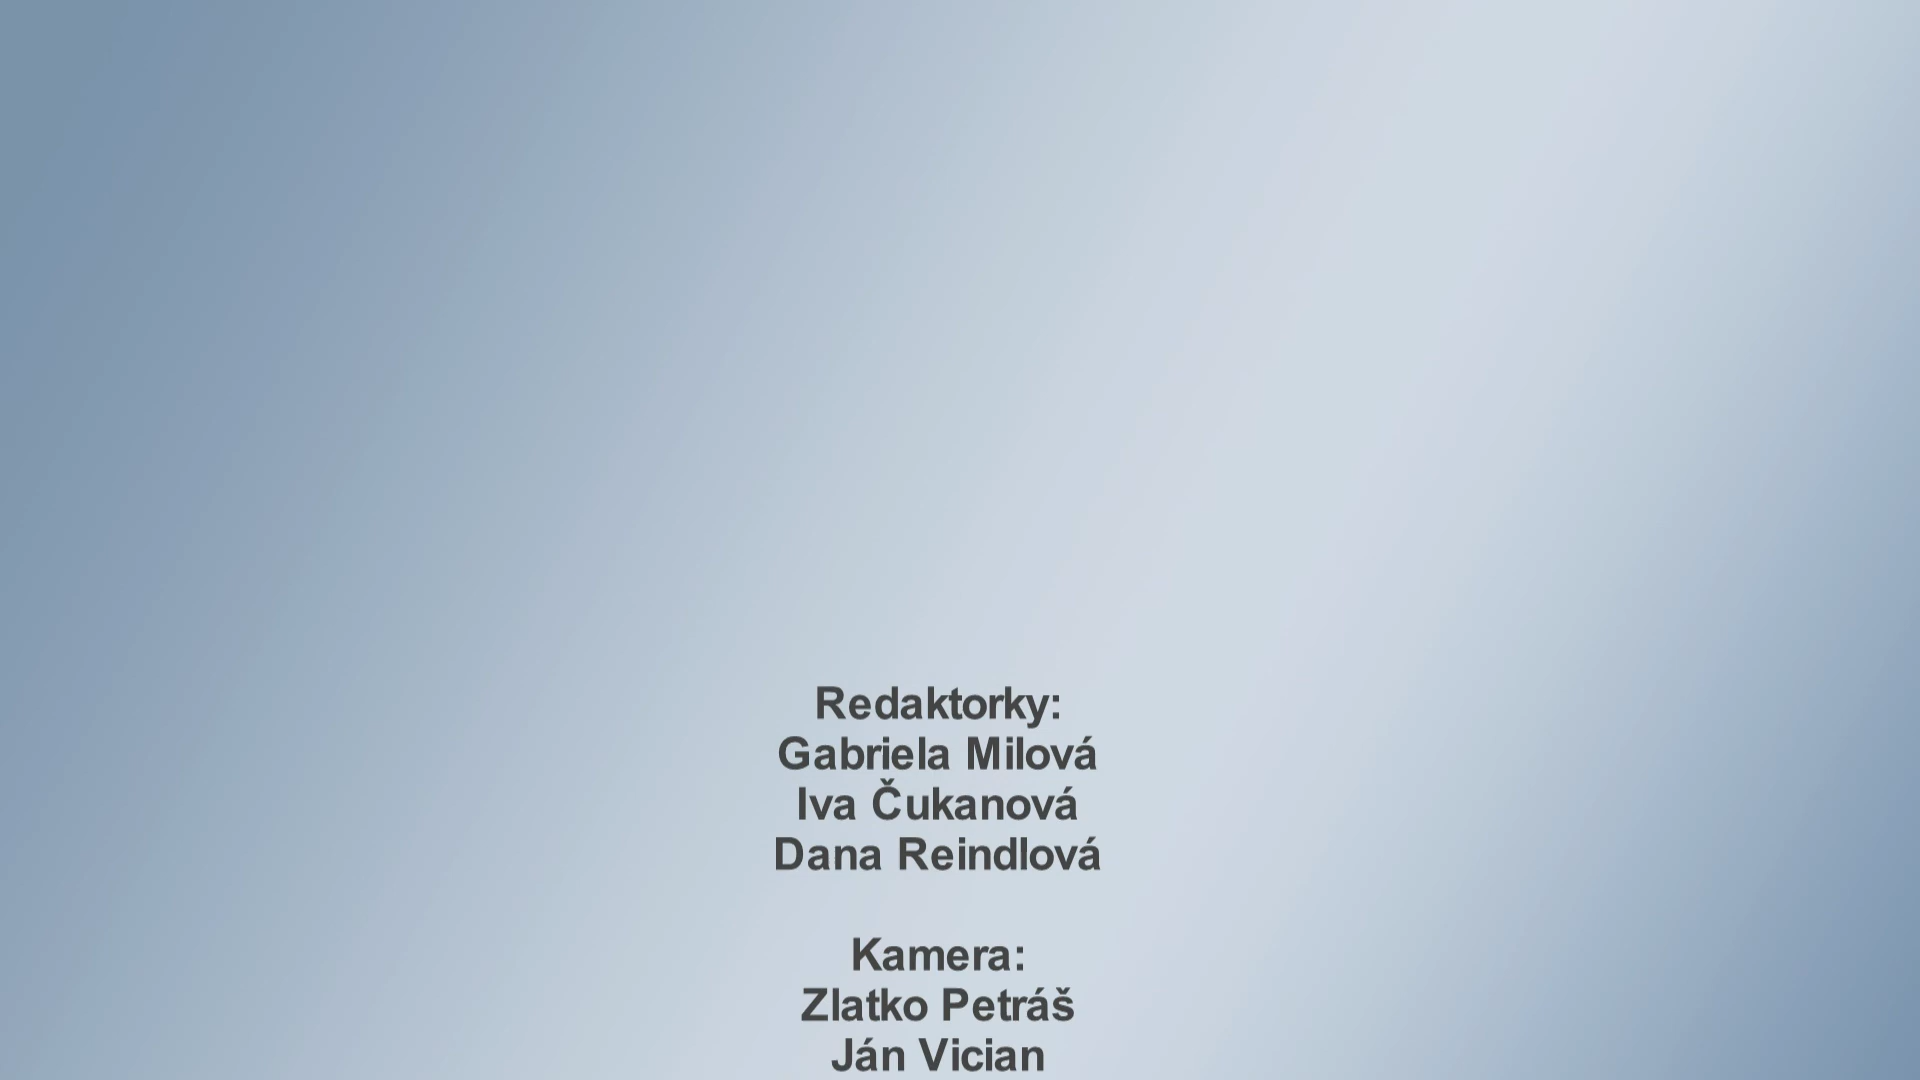 Redaktorky:
Gabriela Milová
Iva Čukanová
Dana Reindlová
Kamera:
Zlatko Petráš
Ján Vician